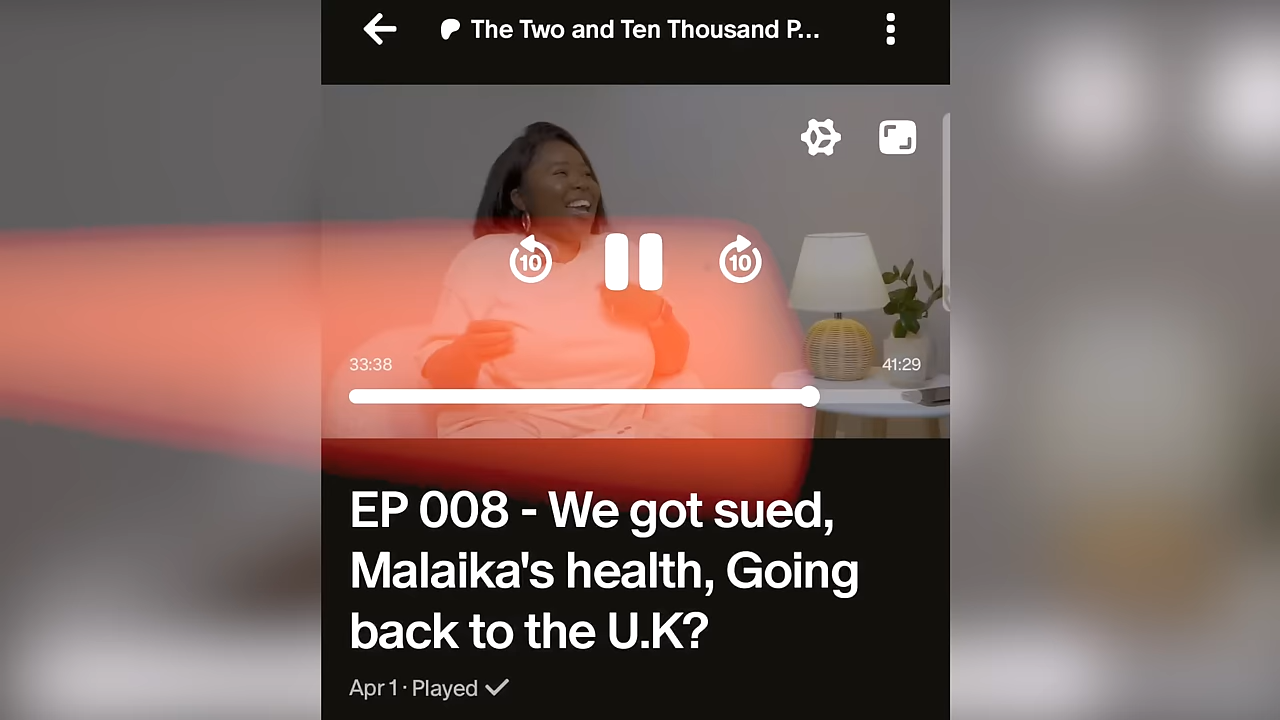 The Two and Ten Thousand P...
10
10
33:38
41:29
EP 008 - We got sued,
Malaika's health, Going
back to the U.K?
Apr 1 · Played